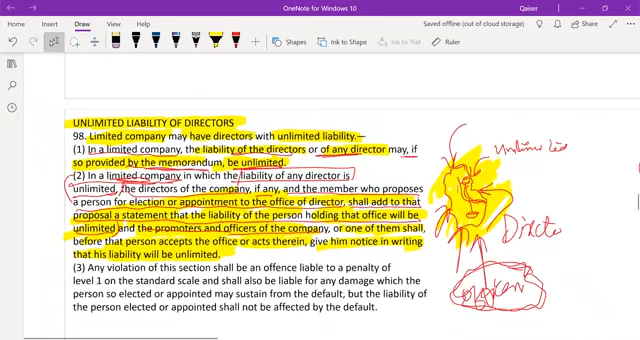 OneNote for Windows 10
Saved offline (out of cloud storage)
Qaiser
Shapes
Ink to Shape
Ink to Text
Ruler
UNLIMITED LIABILITY OF DIRECTORS
98. Limited company may have directors with unlimited liability.—
(1) In a limited company, the liability of the directors or of any director may, if
so provided by the memorandum, be unlimited.
(2) In a limited company in which the liability of any director is
unlimited, the directors of the company, if any, and the member who proposes
a person for election or appointment to the office of director, shall add to that
proposal a statement that the liability of the person holding that office will be
unlimited and the promoters and officers of the company, or one of them shall,
before that person accepts the office or acts therein, give him notice in writing
that his liability will be unlimited.
(3) Any violation of this section shall be an offence liable to a penalty of
level 1 on the standard scale and shall also be liable for any damage which the
person so elected or appointed may sustain from the default, but the liability of
the person elected or appointed shall not be affected by the default.
Directo